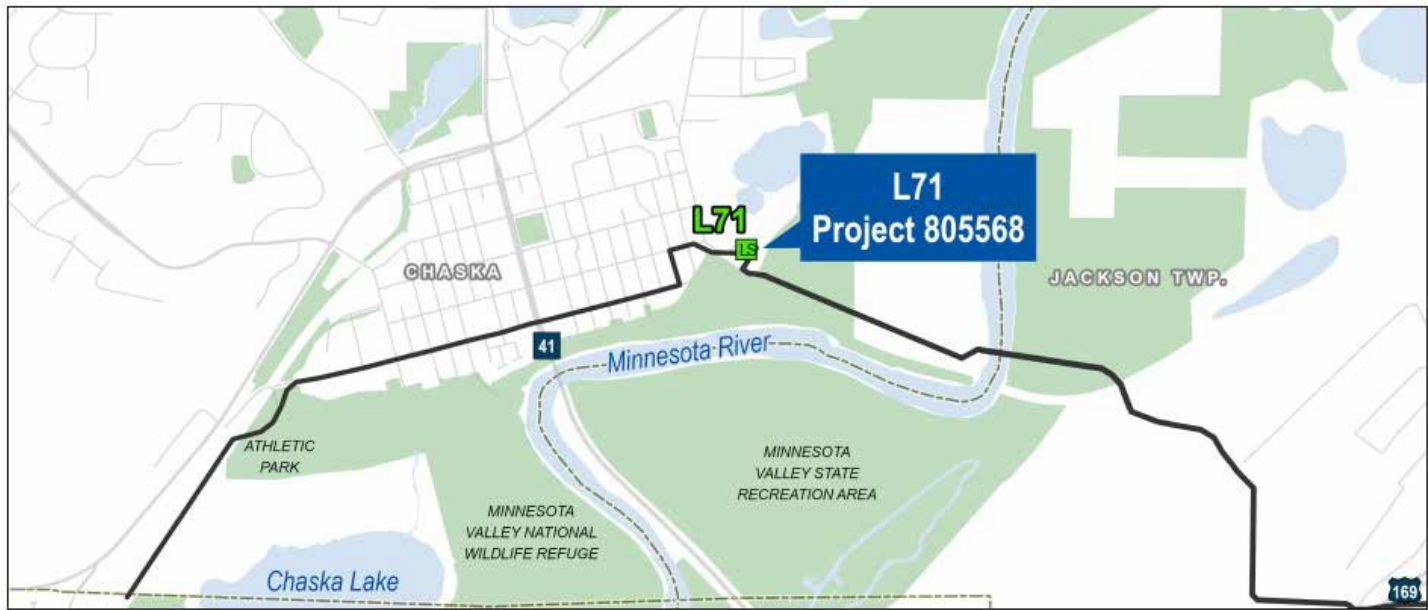 L71
Project 805568
L71
LS
CHASKA
JACKSON TWP.
41
Minnesota River
ATHLETIC
PARK
MINNESOTA
VALLEY STATE
RECREATION AREA
MINNESOTA
VALLEY NATIONAL
WILDLIFE REFUGE
Chaska Lake
169